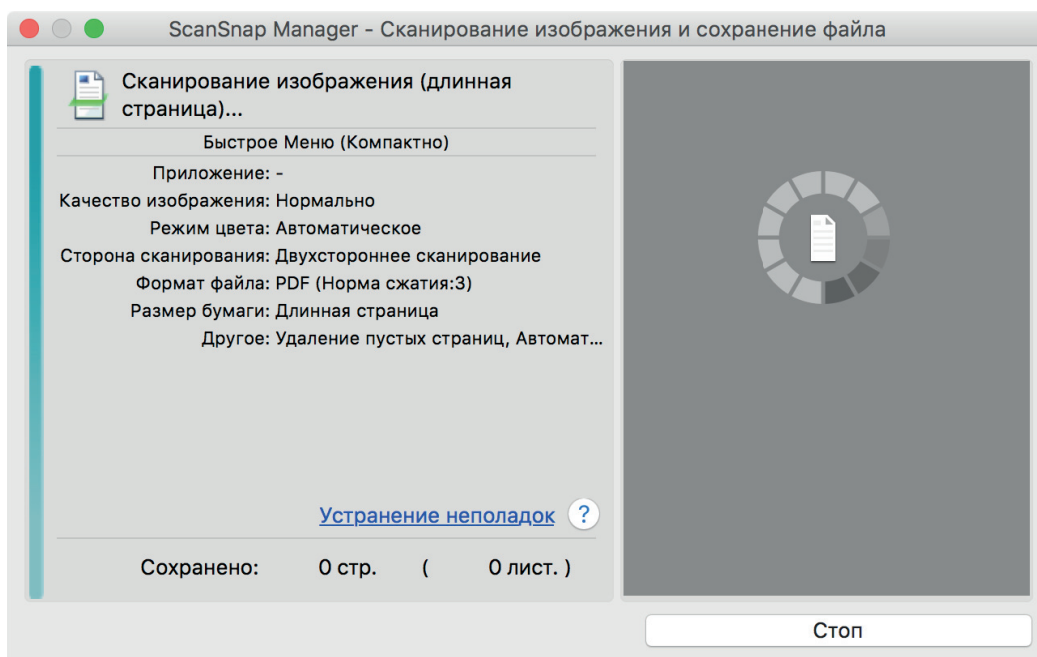 ScanSnap Manager - Сканирование изображения и сохранение файла
Сканирование изображения (длинная
страница)...
Быстрое Меню (Компактно)
Приложение: -
Качество изображения: Нормально
Режим цвета: Автоматическое
Сторона сканирования: Двухстороннее сканирование
Формат файла: PDF (Норма сжатия:3)
Размер бумаги: Длинная страница
Другое: Удаление пустых страниц, Автомат...
Устранение неполадок ?
Сохранено: 0 стр. ( 0 лист. )
Стоп